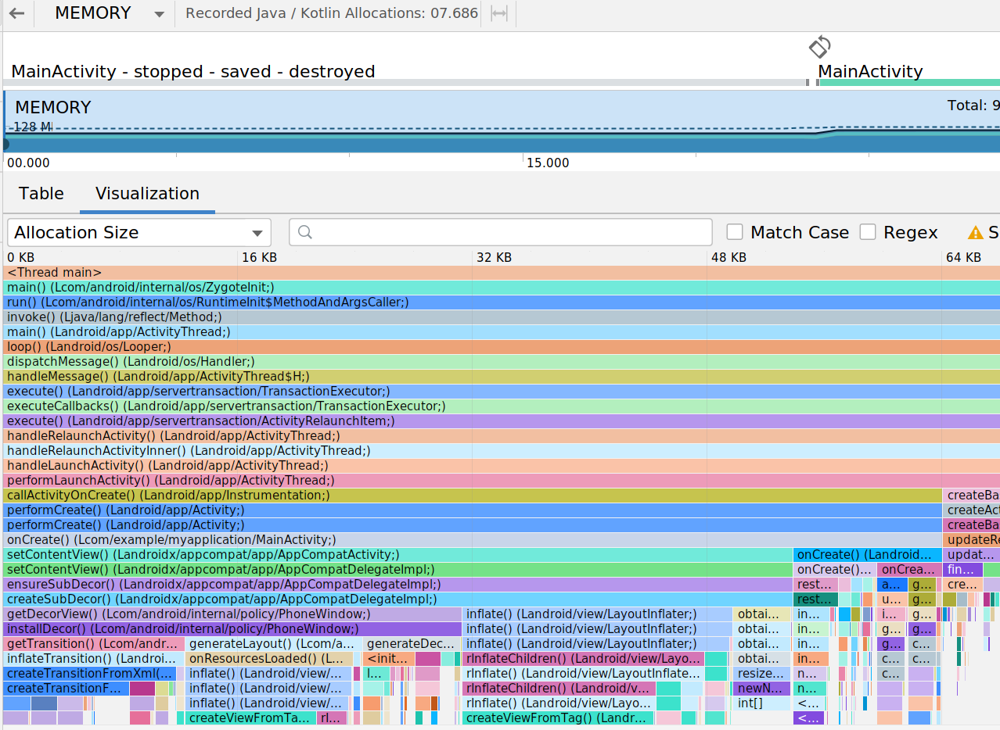 MEMORY Recorded Java / Kotlin Allocations: 07.686
MainActivity - stopped - saved - destroyed MainActivity
MEMORY Total: 9
128 M
00.000 15.000
Table Visualization
Allocation Size Match Case Regex S
0 KB 16 KB 32 KB 48 KB 64 KB
<Thread main>
main() (Lcom/android/internal/os/ZygoteInit;)
run() (Lcom/android/internal/os/RuntimeInit$MethodAndArgsCaller;)
invoke() (Ljava/lang/reflect/Method;)
main() (Landroid/app/ActivityThread;)
loop() (Landroid/os/Looper;)
dispatchMessage() (Landroid/os/Handler;)
handleMessage() (Landroid/app/ActivityThread$H;)
execute() (Landroid/app/servertransaction/TransactionExecutor;)
executeCallbacks() (Landroid/app/servertransaction/TransactionExecutor;)
execute() (Landroid/app/servertransaction/ActivityRelaunchItem;)
handleRelaunchActivity() (Landroid/app/ActivityThread;)
handleRelaunchActivityInner() (Landroid/app/ActivityThread;)
handleLaunchActivity() (Landroid/app/ActivityThread;)
performLaunchActivity() (Landroid/app/ActivityThread;)
callActivityOnCreate() (Landroid/app/Instrumentation;) createBa
performCreate() (Landroid/app/Activity;) createAct
performCreate() (Landroid/app/Activity;) createBa
onCreate() (Lcom/example/myapplication/MainActivity;) updateRe
setContentView() (Landroidx/appcompat/app/AppCompatActivity;) onCreate() (Landroid... updat...
setContentView() (Landroidx/appcompat/app/AppCompatDelegateImpl;) onCreate()... onCrea... fin...
ensureSubDecor() (Landroidx/appcompat/app/AppCompatDelegateImpl;) rest... a... g... cre...
createSubDecor() (Landroidx/appcompat/app/AppCompatDelegateImpl;) rest... u... g...
getDecorView() (Lcom/android/internal/policy/PhoneWindow;) inflate() (Landroid/view/LayoutInflater;) obtai... in... i... g...
installDecor() (Lcom/android/internal/policy/PhoneWindow;) inflate() (Landroid/view/LayoutInflater;) obtai... in... g... g...
getTransition() (Lcom/andr... generateLayout() (Lcom/a... generateDec... inflate() (Landroid/view/LayoutInflater;) obtai... in... g... c...
inflateTransition() (Landroi... onResourcesLoaded() (L... <init... rInflateChildren() (Landroid/view/Layo... obtai... in... c... c...
createTransitionFromXml(... inflate() (Landroid/view/... l... rInflate() (Landroid/view/LayoutInflate... resize... n... c...
createTransitionF... inflate() (Landroid/view/... rInflateChildren() (Landroid/v... newN... n...
inflate() (Landroid/view/... rInflate() (Landroid/view/Layo... int[] <...
createViewFromTa... rI... createViewFromTag() (Landr... <...